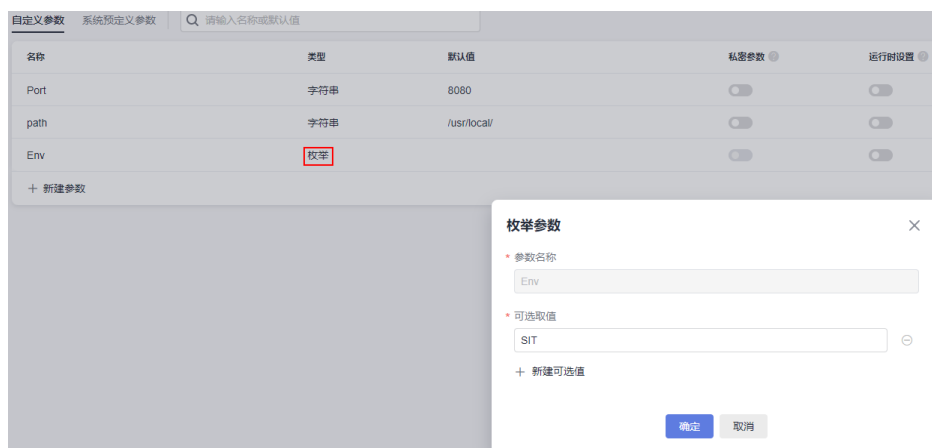 自定义参数 系统预定义参数 请输入名称或默认值
名称 类型 默认值 私密参数 运行时设置
Port 字符串 8080
path 字符串 /usr/local/
Env 枚举
+ 新建参数
枚举参数
* 参数名称
Env
* 可选取值
SIT
+ 新建可选值
确定 取消